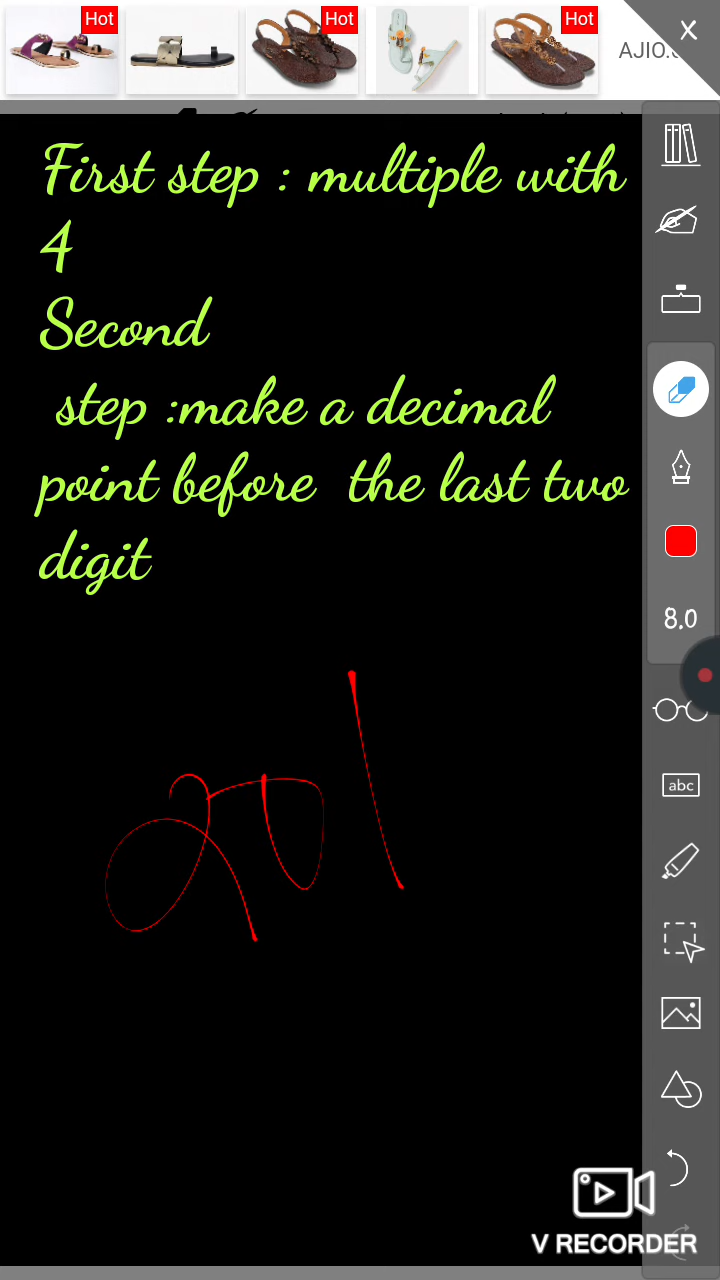 Hot Hot Hot
AJIO.
First step : multiple with
4
Second
step :make a decimal
point before the last two
digit
201
8.0
abc
V RECORDER